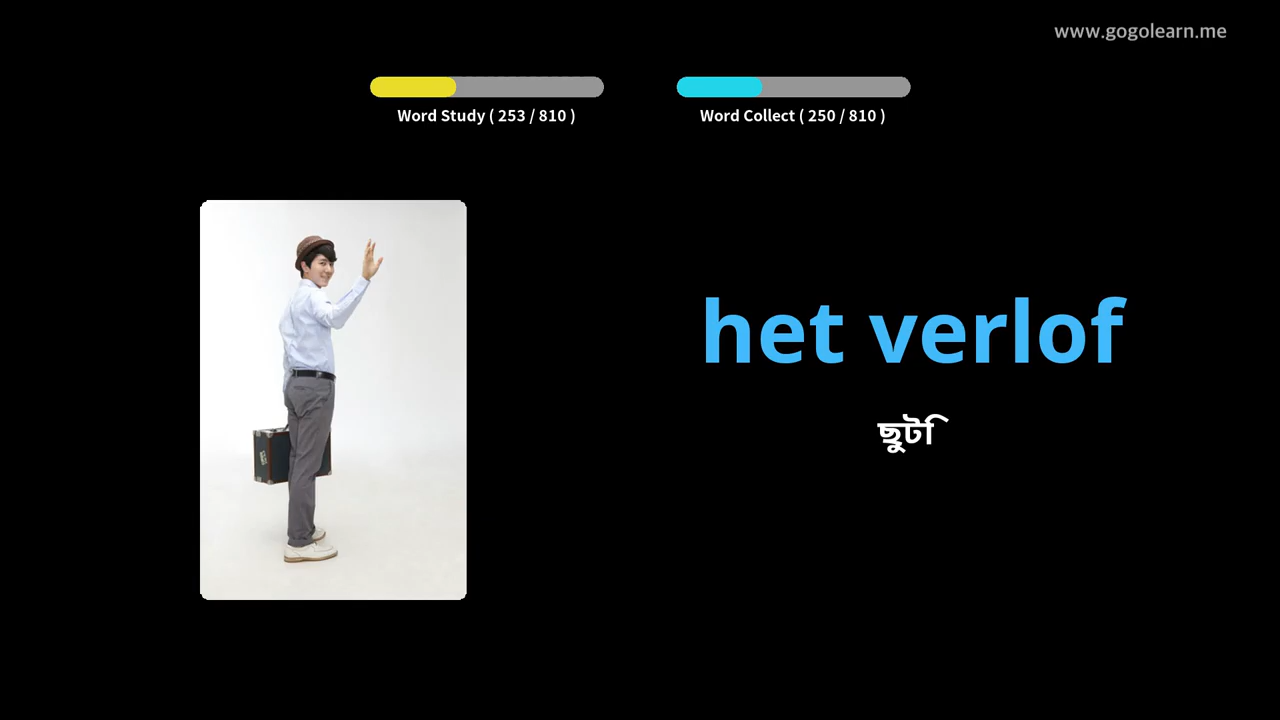 www.gogolearn.me
Word Study ( 253 / 810 )
Word Collect ( 250 / 810 )
het verlof
ছুটি